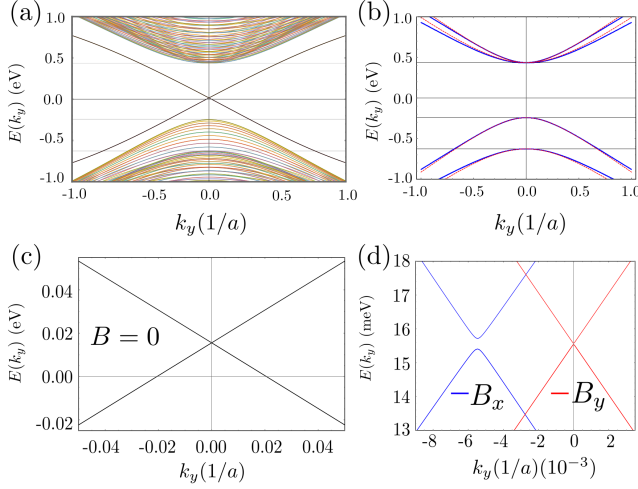 (a)
1.0
0.5
0.0
-0.5
-1.0
E(k_y) (eV)
-1.0 -0.5 0.0 0.5 1.0
k_y(1/a)
(b)
1.0
0.5
0.0
-0.5
-1.0
E(k_y) (eV)
-1.0 -0.5 0.0 0.5 1.0
k_y(1/a)
(c)
0.04
0.02
0.00
-0.02
E(k_y) (eV)
B = 0
-0.04 -0.02 0.00 0.02 0.04
k_y(1/a)
(d)
18
17
16
15
14
13
E(k_y) (meV)
B_x B_y
-8 -6 -4 -2 0 2
k_y(1/a)(10⁻³)